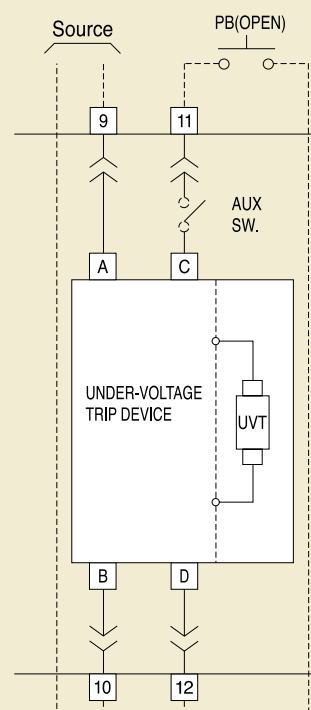 Source
PB(OPEN)
9
11
AUX
SW.
A
C
UNDER-VOLTAGE
TRIP DEVICE
UVT
B
D
10
12